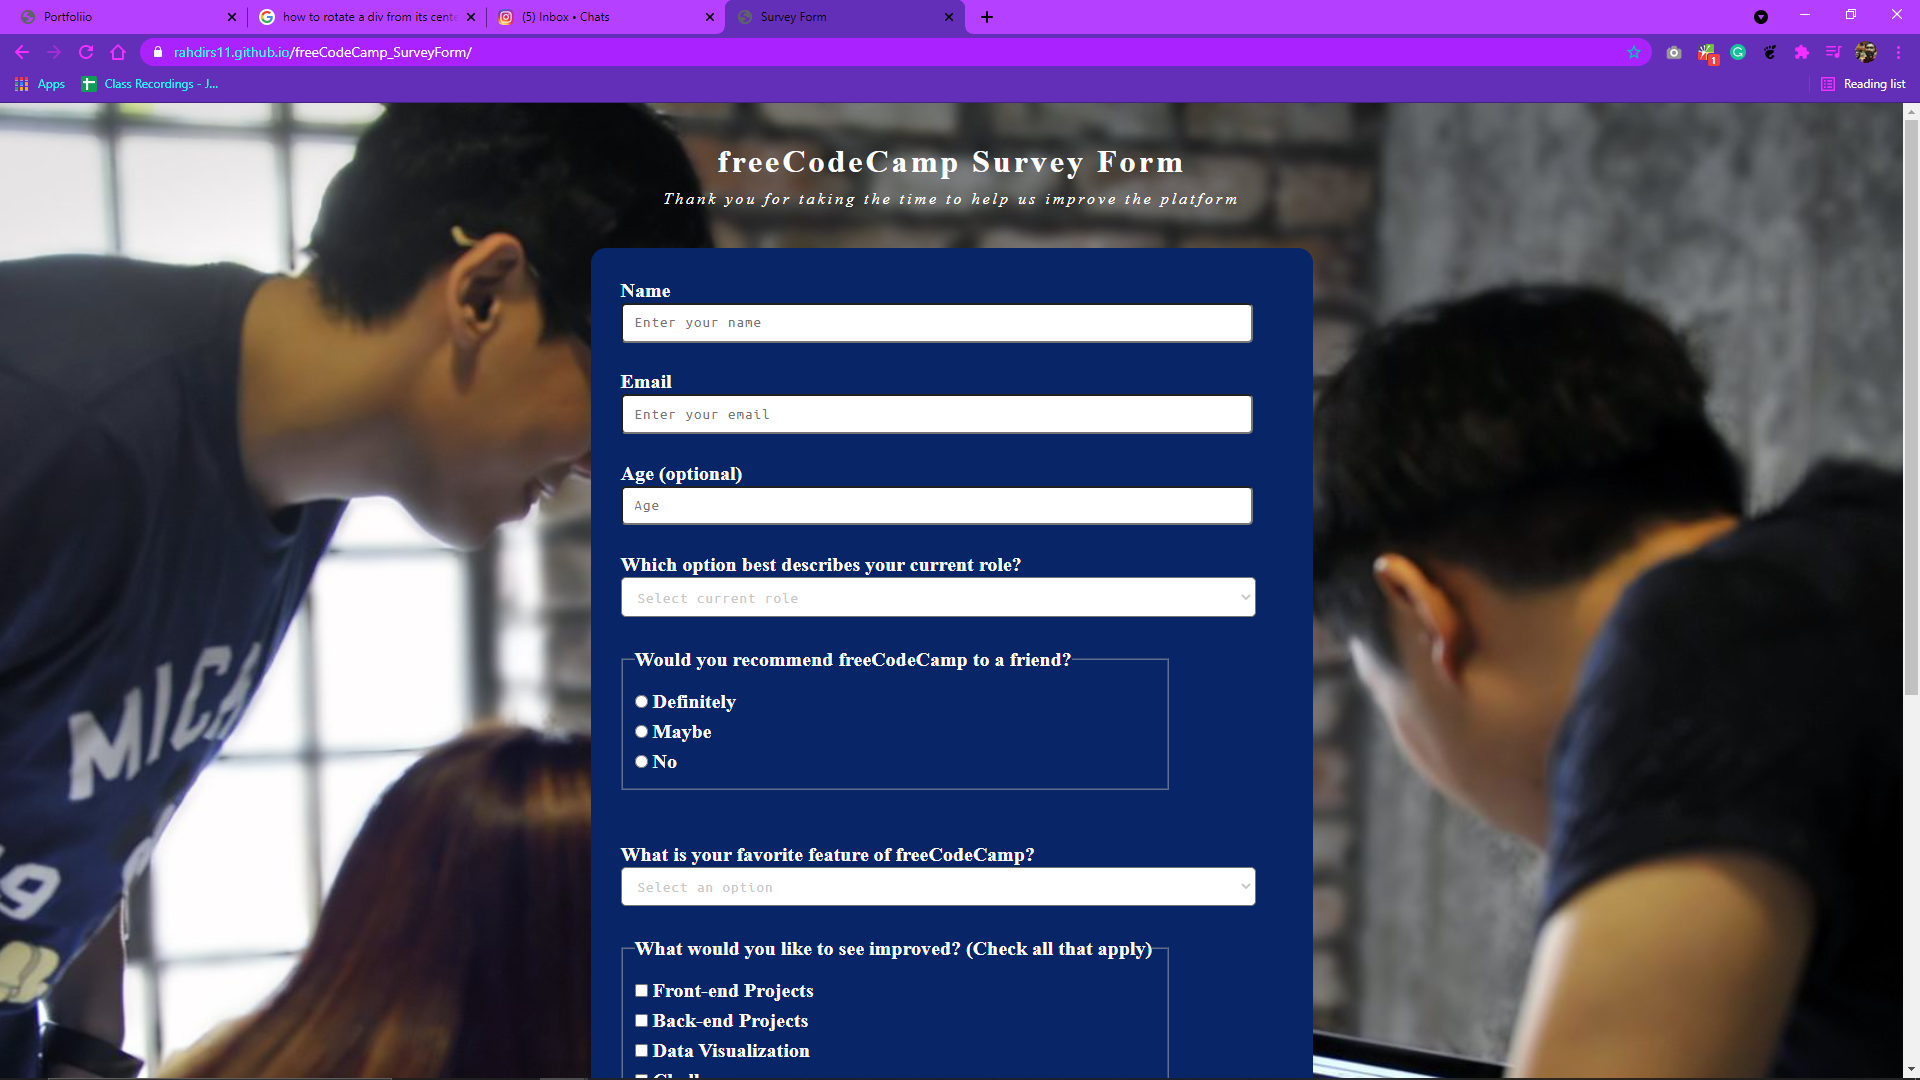 Portfoliio
how to rotate a div from its cente
(5) Inbox • Chats
Survey Form
rahdirs11.github.io/freeCodeCamp_SurveyForm/
1
Apps
Class Recordings - J...
Reading list
freeCodeCamp Survey Form
Thank you for taking the time to help us improve the platform
Name
Enter your name
Email
Enter your email
Age (optional)
Age
Which option best describes your current role?
Select current role
Would you recommend freeCodeCamp to a friend?
Definitely
Maybe
No
What is your favorite feature of freeCodeCamp?
Select an option
What would you like to see improved? (Check all that apply)
Front-end Projects
Back-end Projects
Data Visualization